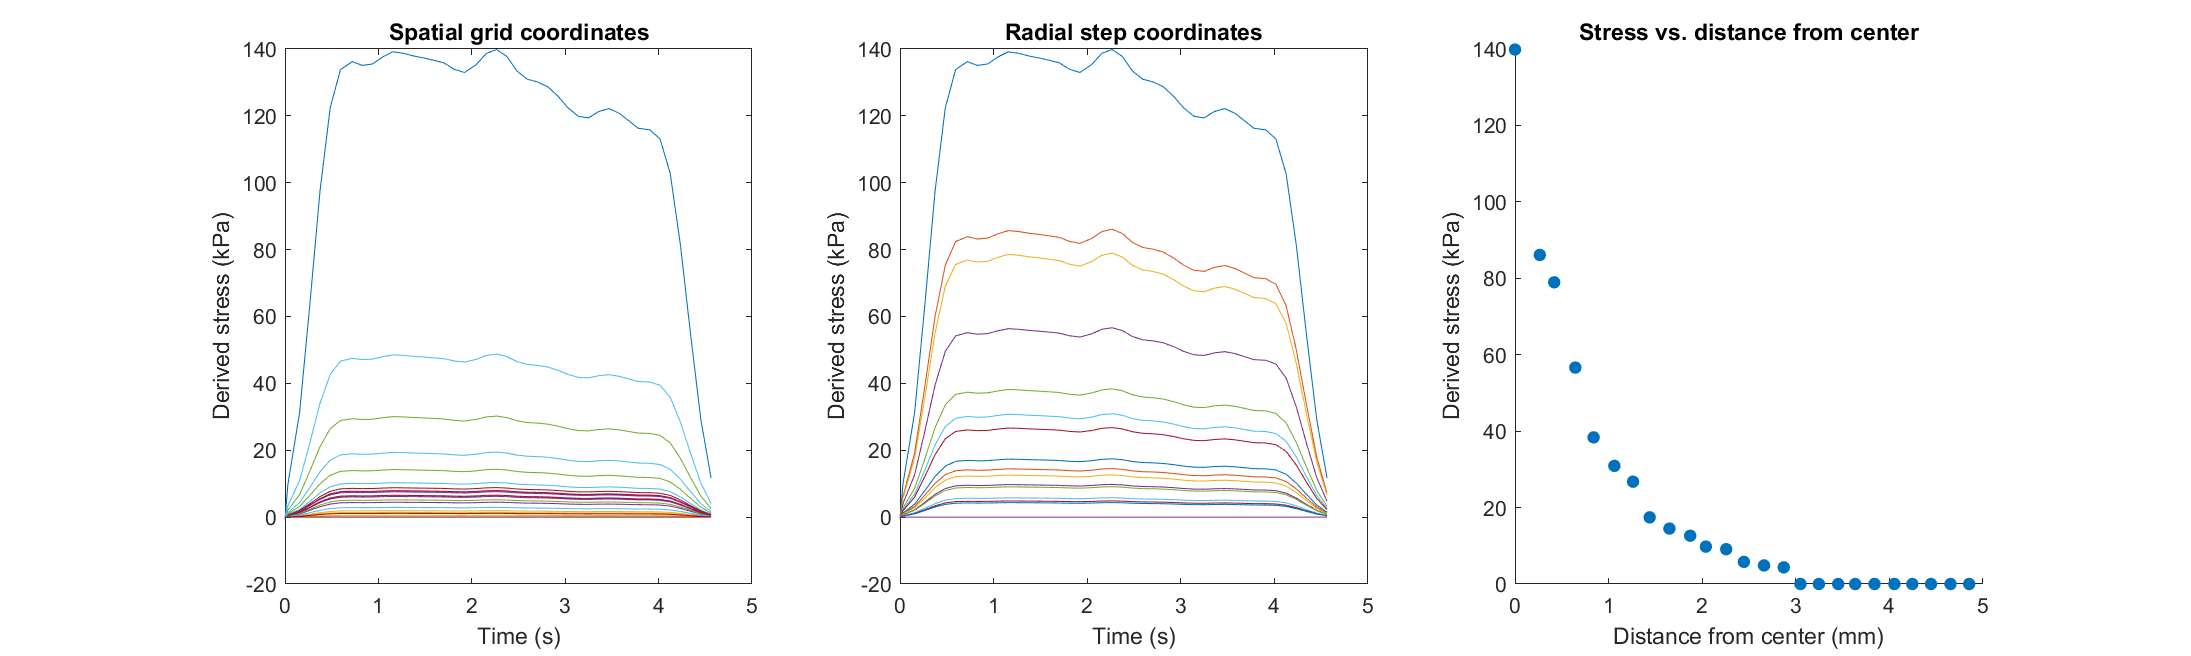 Spatial grid coordinates
140
120
100
80
60
40
20
0
-20
0 1 2 3 4 5
Derived stress (kPa)
Time (s)
Radial step coordinates
140
120
100
80
60
40
20
0
-20
0 1 2 3 4 5
Derived stress (kPa)
Time (s)
Stress vs. distance from center
140
120
100
80
60
40
20
0
0 1 2 3 4 5
Derived stress (kPa)
Distance from center (mm)